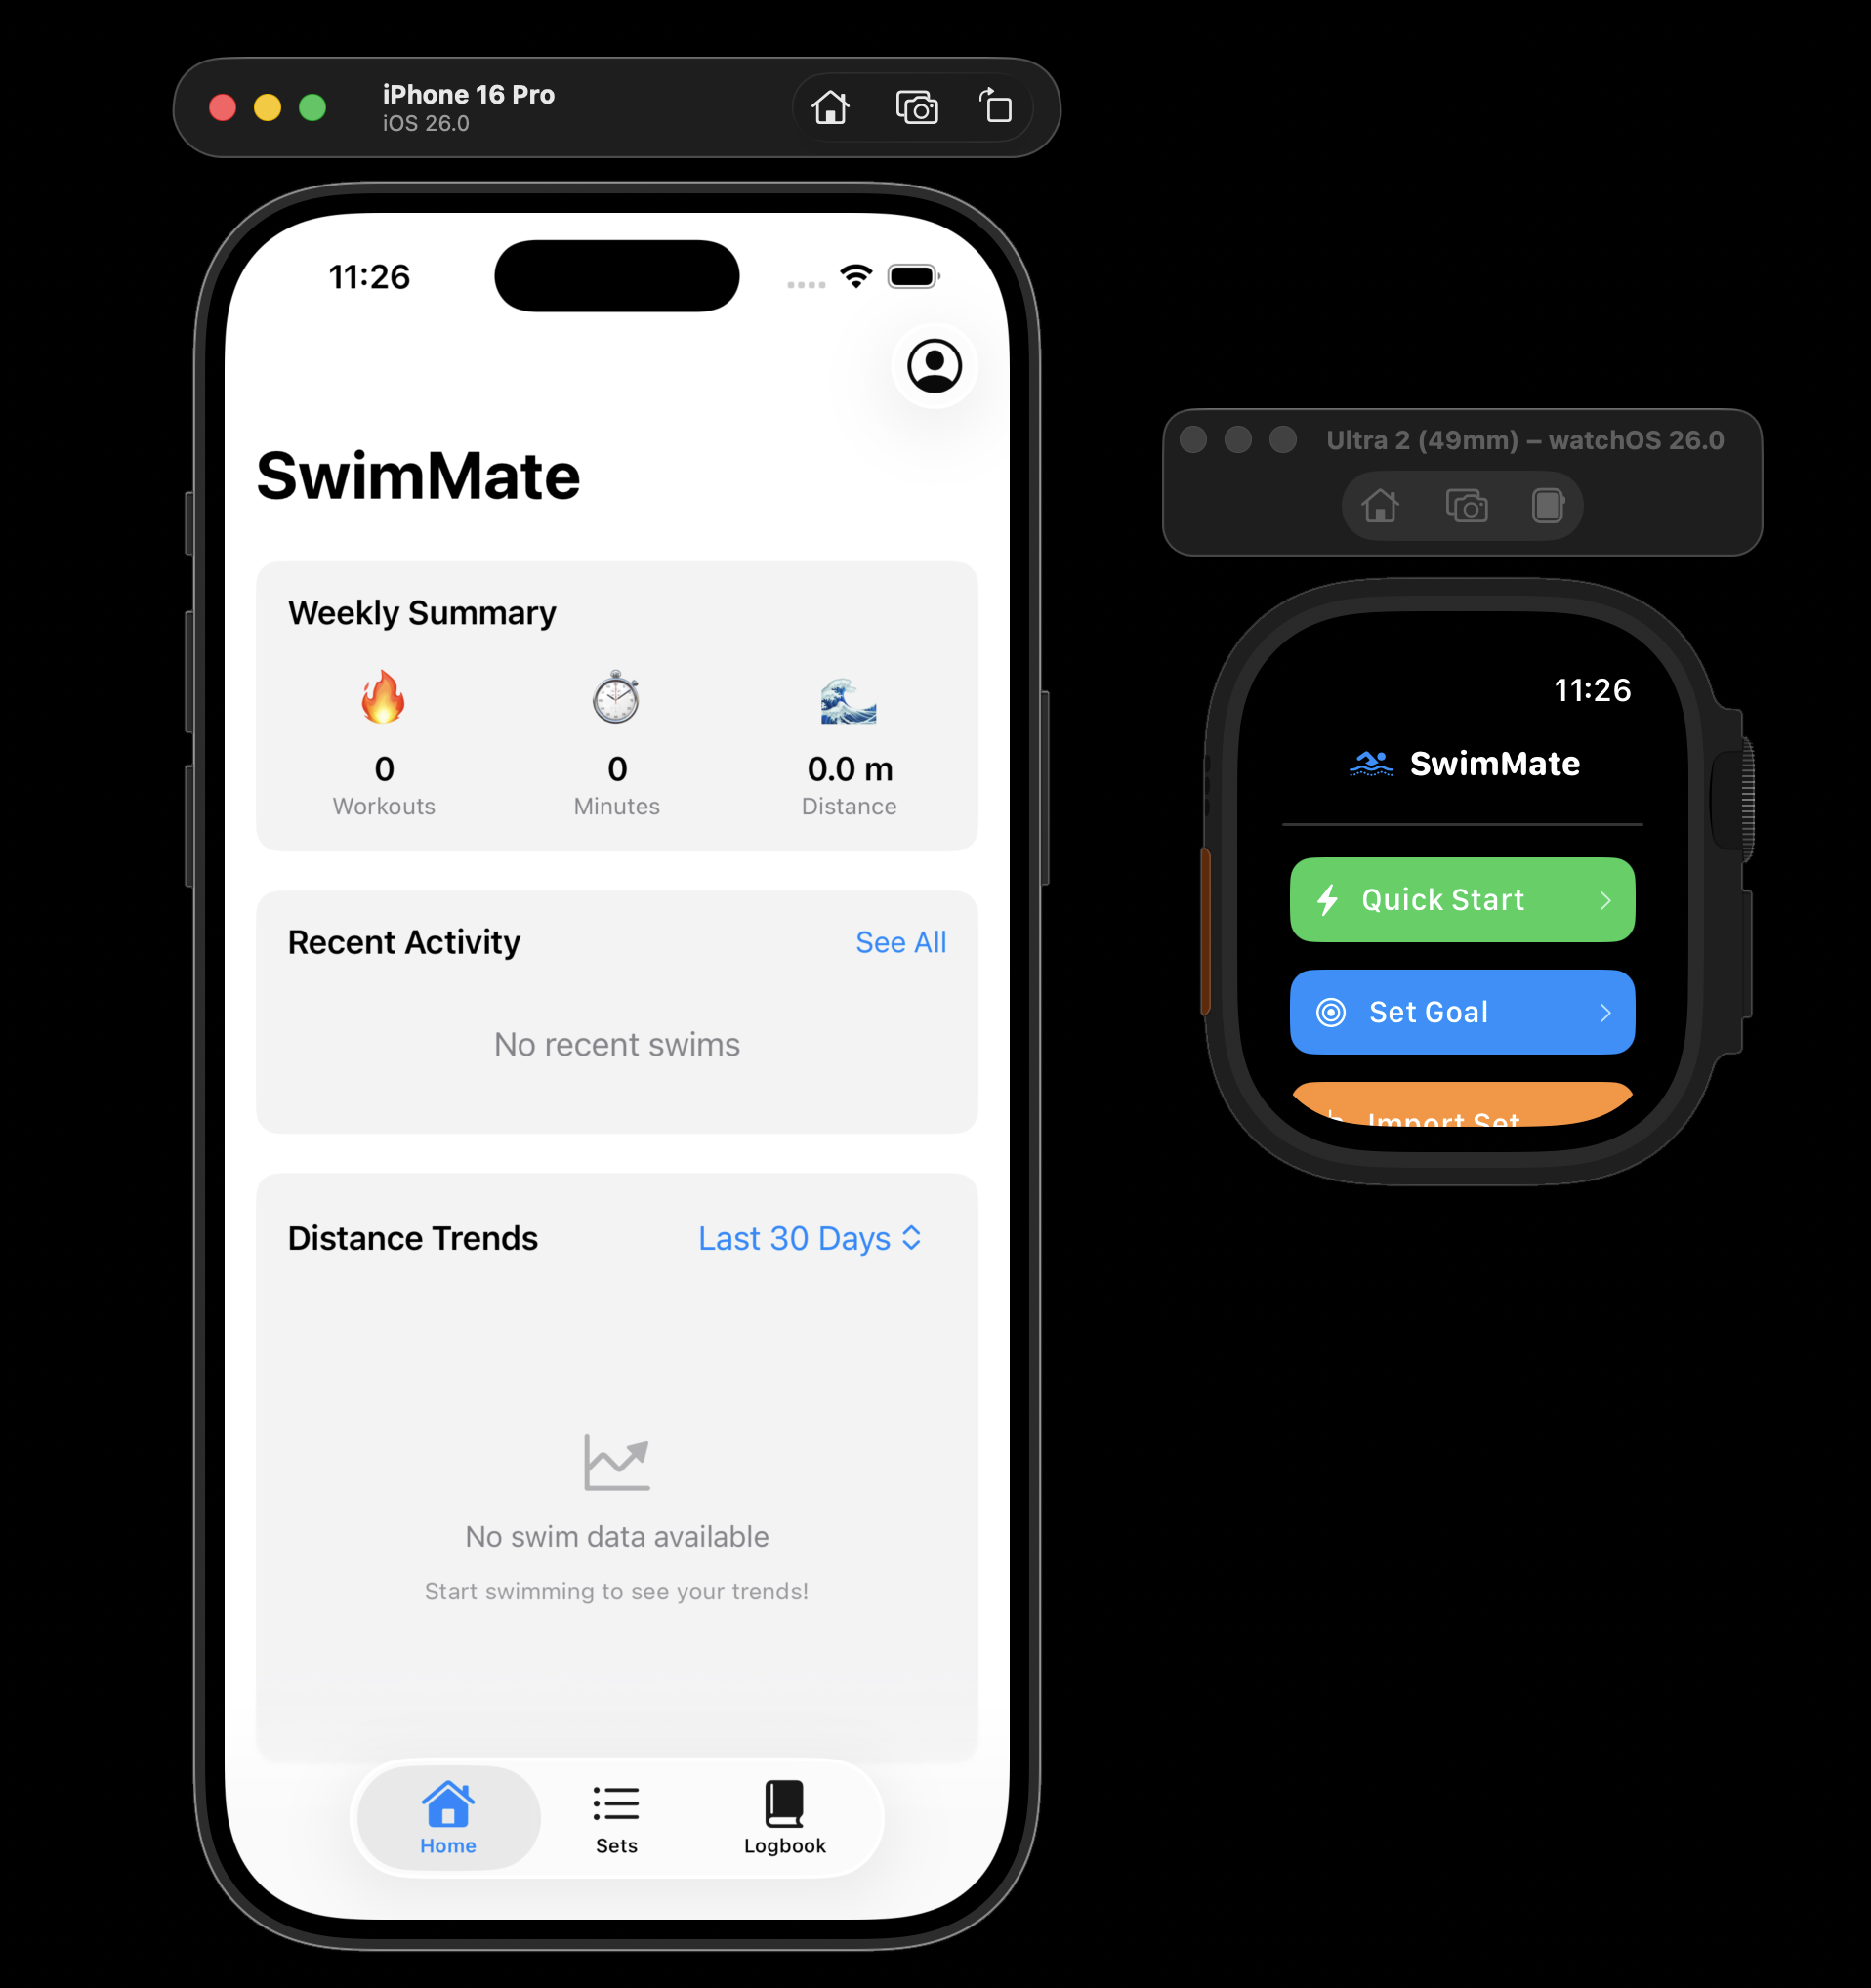 iPhone 16 Pro
iOS 26.0
11:26
SwimMate
Weekly Summary
0
Workouts
0
Minutes
0.0 m
Distance
Recent Activity
See All
No recent swims
Distance Trends
Last 30 Days
No swim data available
Start swimming to see your trends!
Home
Sets
Logbook
Ultra 2 (49mm) – watchOS 26.0
11:26
SwimMate
Quick Start
Set Goal
Import Set